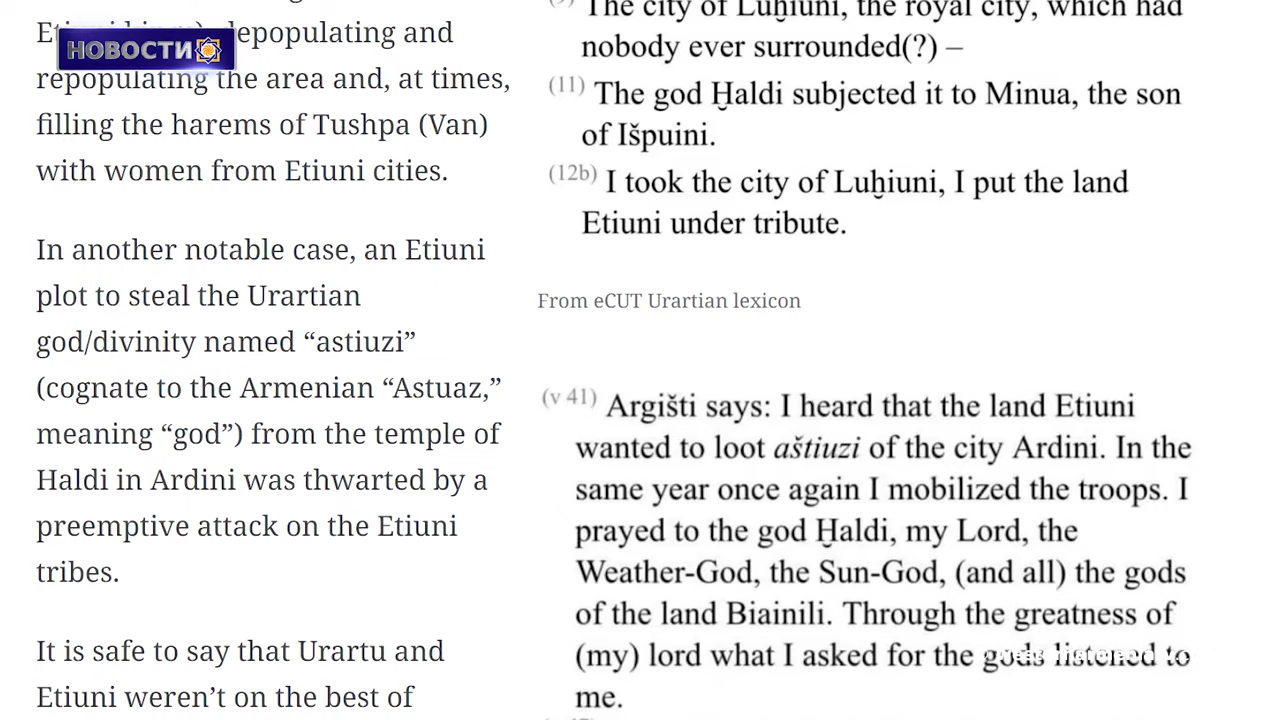 НОВОСТИ
repopulating and
repopulating the area and, at times,
filling the harems of Tushpa (Van)
with women from Etiuni cities.
In another notable case, an Etiuni
plot to steal the Urartian
god/divinity named “astiuzi”
(cognate to the Armenian “Astuaz,”
meaning “god”) from the temple of
Haldi in Ardini was thwarted by a
preemptive attack on the Etiuni
tribes.
It is safe to say that Urartu and
Etiuni weren’t on the best of
The city of Luḫiuni, the royal city, which had
nobody ever surrounded(?) –
(11) The god Ḫaldi subjected it to Minua, the son
of Išpuini.
(12b) I took the city of Luḫiuni, I put the land
Etiuni under tribute.
From eCUT Urartian lexicon
(v 41) Argišti says: I heard that the land Etiuni
wanted to loot aštiuzi of the city Ardini. In the
same year once again I mobilized the troops. I
prayed to the god Ḫaldi, my Lord, the
Weather-God, the Sun-God, (and all) the gods
of the land Biainili. Through the greatness of
(my) lord what I asked for the gods listened to
me.